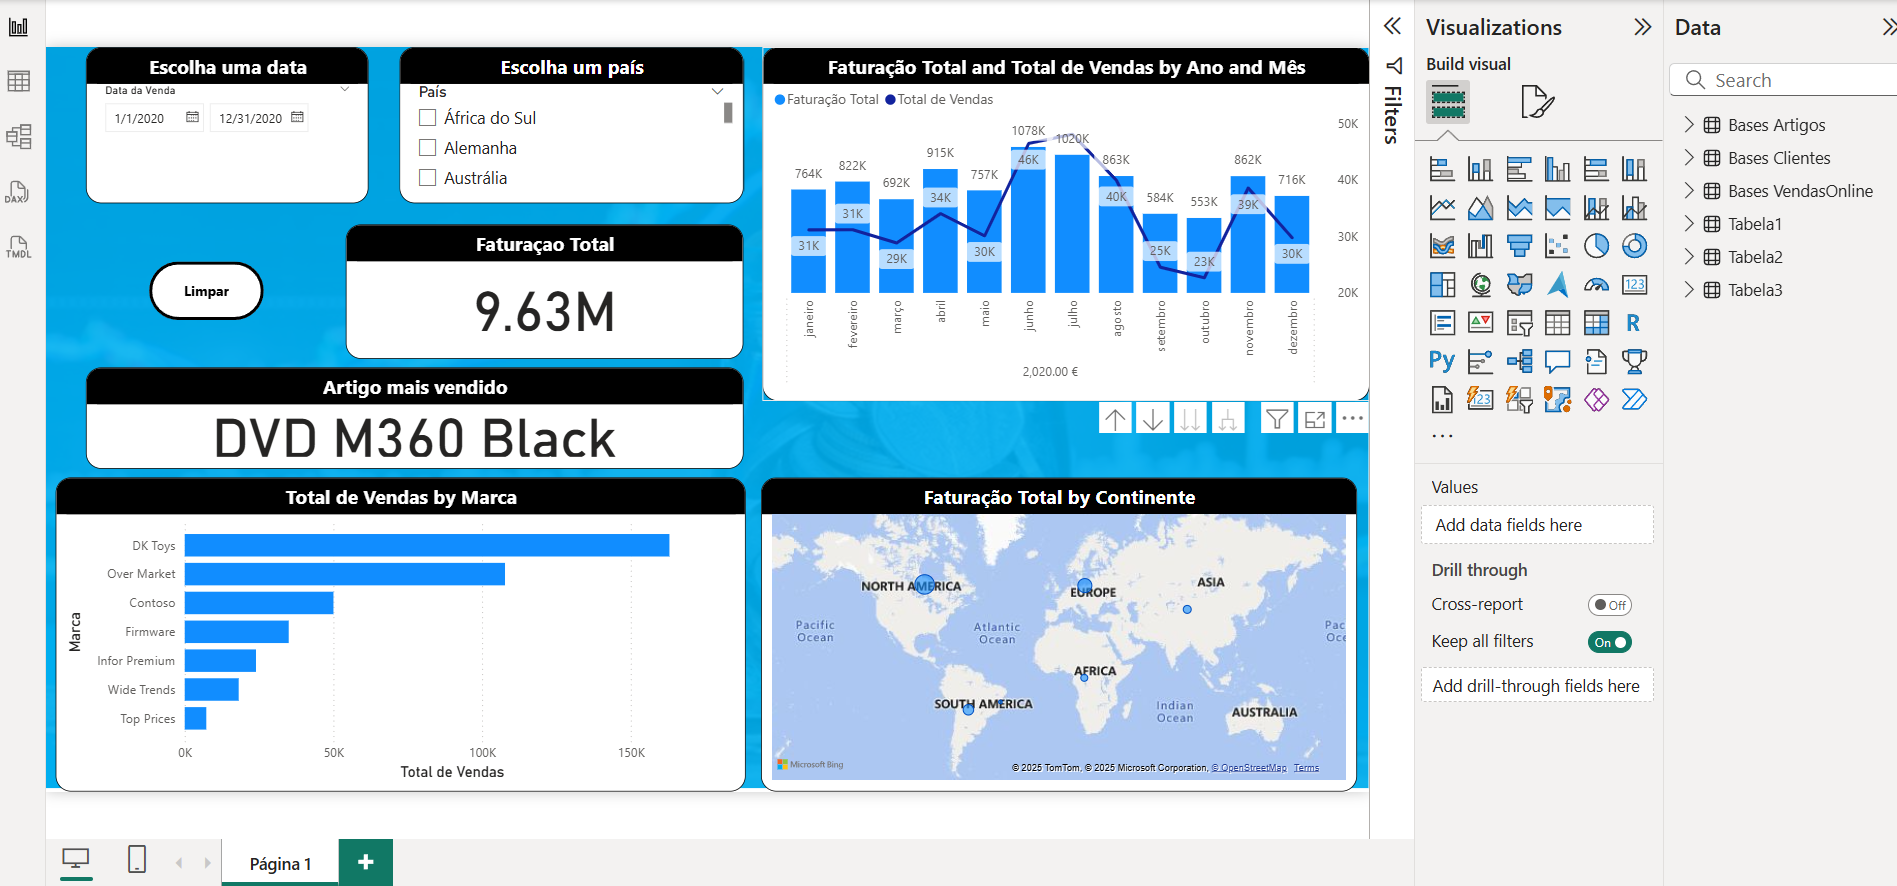 Escolha uma data
Data da Venda
1/1/2020
12/31/2020
Escolha um país
País
África do Sul
Alemanha
Austrália
Limpar
Faturaçao Total
9.63M
Artigo mais vendido
DVD M360 Black
Faturação Total and Total de Vendas by Ano and Mês
Faturação Total
Total de Vendas
50K
40K
30K
20K
764K
822K
692K
915K
757K
1078K
1020K
863K
584K
553K
862K
716K
31K
31K
29K
34K
30K
46K
40K
25K
23K
39K
30K
janeiro
fevereiro
março
abril
maio
junho
julho
agosto
setembro
outubro
novembro
dezembro
2,020.00 €
Total de Vendas by Marca
Marca
DK Toys
Over Market
Contoso
Firmware
Infor Premium
Wide Trends
Top Prices
0K
50K
100K
150K
Total de Vendas
Faturação Total by Continente
NORTH AMERICA
EUROPE
ASIA
Pacific
Ocean
Atlantic
Ocean
Pac
Oce
AFRICA
SOUTH AMERICA
Indian
Ocean
AUSTRALIA
Microsoft Bing
© 2025 TomTom, © 2025 Microsoft Corporation, © OpenStreetMap Terms
Filters
Visualizations
Build visual
123
R
Py
123
Values
Add data fields here
Drill through
Cross-report
Off
Keep all filters
On
Add drill-through fields here
Data
Search
Bases Artigos
Bases Clientes
Bases VendasOnline
Tabela1
Tabela2
Tabela3
DAX
TMDL
Página 1